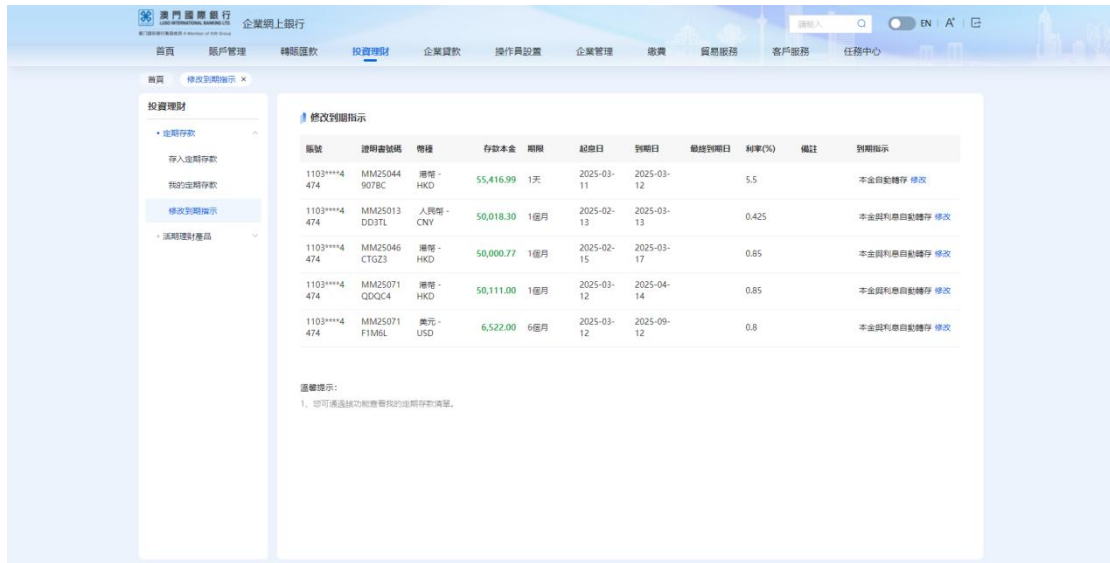 澳門國際銀行 企業網上銀行
LUSO INTERNATIONAL BANKING LTD
請輸入 EN A
首頁 賬戶管理 轉賬匯款 投資理財 企業貸款 操作員設置 企業管理 繳費 貿易服務 客戶服務 任務中心
首頁 修改到期指示 ×
投資理財
定期存款
存入定期存款
我的定期存款
修改到期指示
活期理財產品
修改到期指示
賬號 證明書號碼 幣種 存款本金 期限 起息日 到期日 最終到期日 利率(%) 備註 到期指示
1103****4 MM25044 港幣 - 2025-03- 2025-03-
474 907BC HKD 55,416.99 1天 11 12 5.5 本金自動轉存 修改
1103****4 MM25013 人民幣 - 2025-02- 2025-03-
474 DD3TL CNY 50,018.30 1個月 13 13 0.425 本金與利息自動轉存 修改
1103****4 MM25046 港幣 - 2025-02- 2025-03-
474 CTGZ3 HKD 50,000.77 1個月 15 17 0.85 本金與利息自動轉存 修改
1103****4 MM25071 港幣 - 2025-03- 2025-04-
474 QDQC4 HKD 50,111.00 1個月 12 14 0.85 本金與利息自動轉存 修改
1103****4 MM25071 美元 - 2025-03- 2025-09-
474 F1M6L USD 6,522.00 6個月 12 12 0.8 本金與利息自動轉存 修改
溫馨提示：
1、您可通過該功能查看我的定期存款清單。